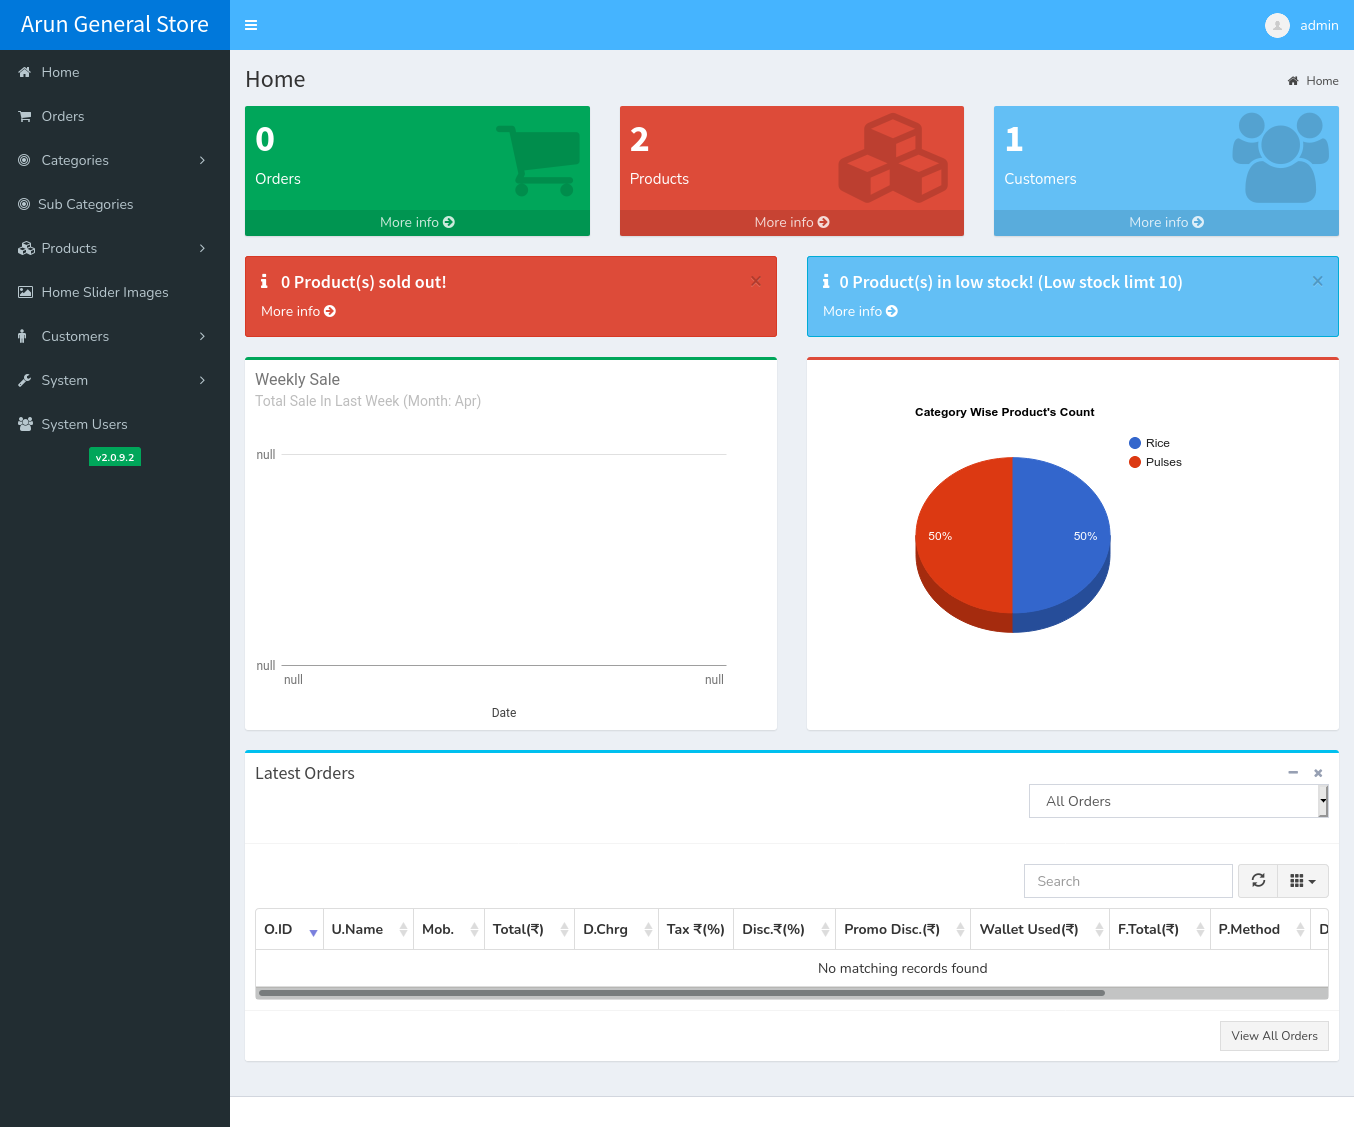 Arun General Store
admin
Home
Orders
Categories
Sub Categories
Products
Home Slider Images
Customers
System
System Users
v2.0.9.2
Home
Home
0
Orders
More info
2
Products
More info
1
Customers
More info
0 Product(s) sold out!
×
More info
0 Product(s) in low stock! (Low stock limt 10)
×
More info
Weekly Sale
Total Sale In Last Week (Month: Apr)
null
null
null null
Date
Category Wise Product's Count
Rice
Pulses
50% 50%
Latest Orders
All Orders
Search
O.ID U.Name Mob. Total(₹) D.Chrg Tax ₹(%) Disc.₹(%) Promo Disc.(₹) Wallet Used(₹) F.Total(₹) P.Method D
No matching records found
View All Orders